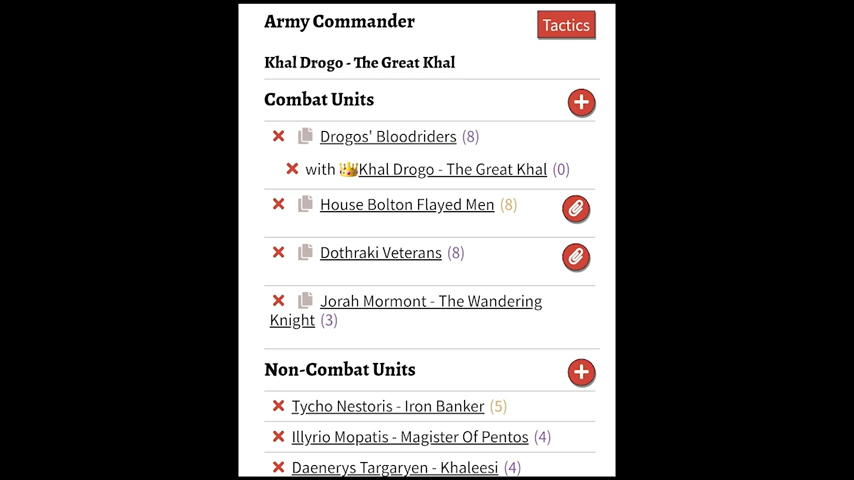 Army Commander
Tactics
Khal Drogo - The Great Khal
Combat Units
Drogos' Bloodriders (8)
with Khal Drogo - The Great Khal (0)
House Bolton Flayed Men (8)
Dothraki Veterans (8)
Jorah Mormont - The Wandering
Knight (3)
Non-Combat Units
Tycho Nestoris - Iron Banker (5)
Illyrio Mopatis - Magister Of Pentos (4)
Daenerys Targaryen - Khaleesi (4)